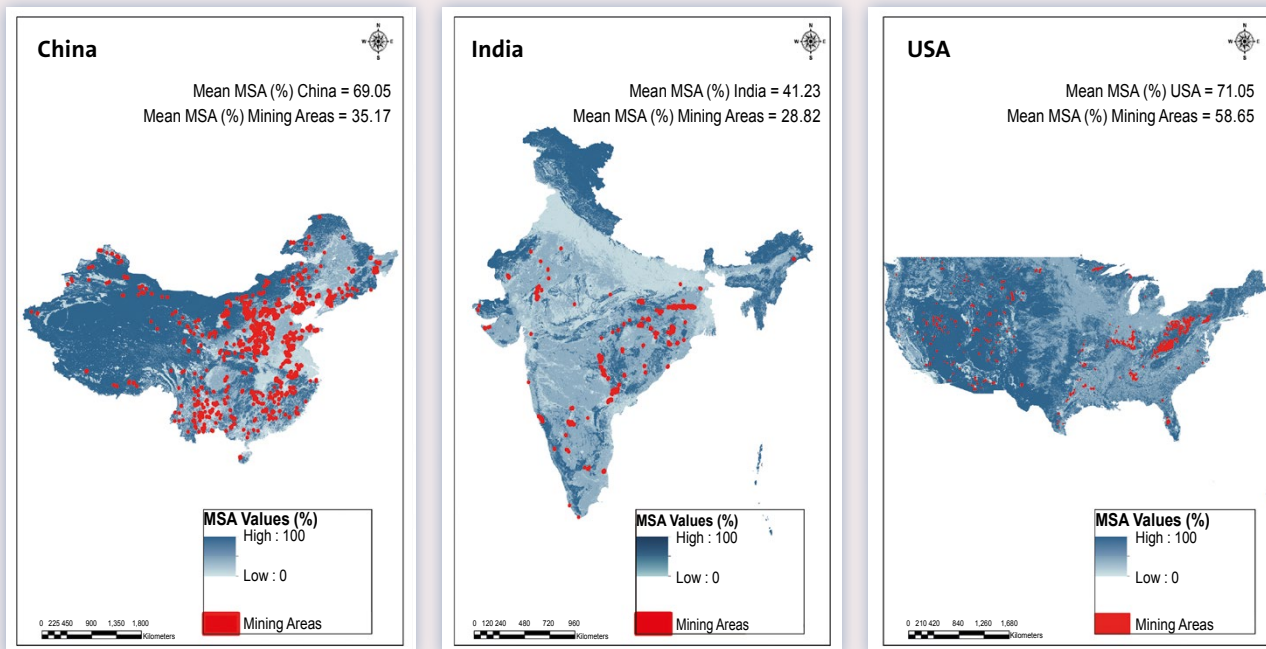 China
N
W E
S
Mean MSA (%) China = 69.05
Mean MSA (%) Mining Areas = 35.17
MSA Values (%)
High : 100
Low : 0
Mining Areas
0 225 450 900 1,350 1,800
Kilometers
India
N
W E
S
Mean MSA (%) India = 41.23
Mean MSA (%) Mining Areas = 28.82
MSA Values (%)
High : 100
Low : 0
Mining Areas
0 120 240 480 720 960
Kilometers
USA
N
W E
S
Mean MSA (%) USA = 71.05
Mean MSA (%) Mining Areas = 58.65
MSA Values (%)
High : 100
Low : 0
Mining Areas
0 210 420 840 1,260 1,680
Kilometers